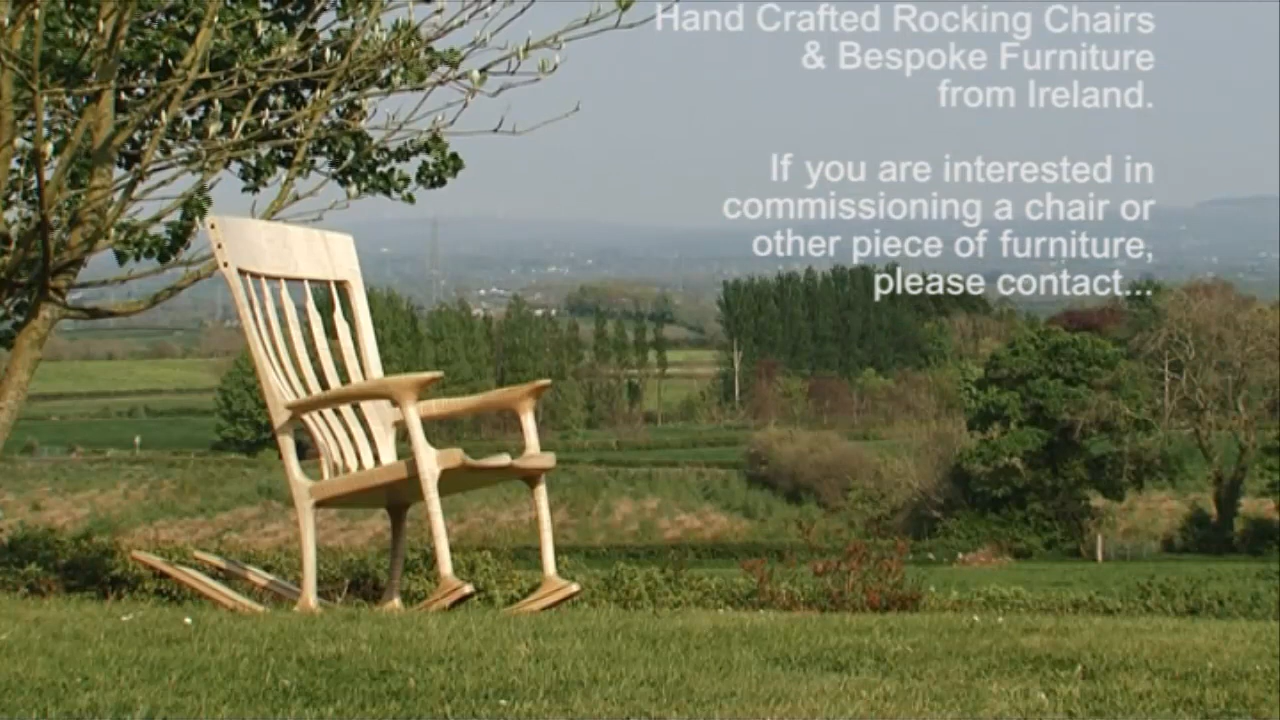 Hand Crafted Rocking Chairs
& Bespoke Furniture
from Ireland.
If you are interested in
commissioning a chair or
other piece of furniture,
please contact...